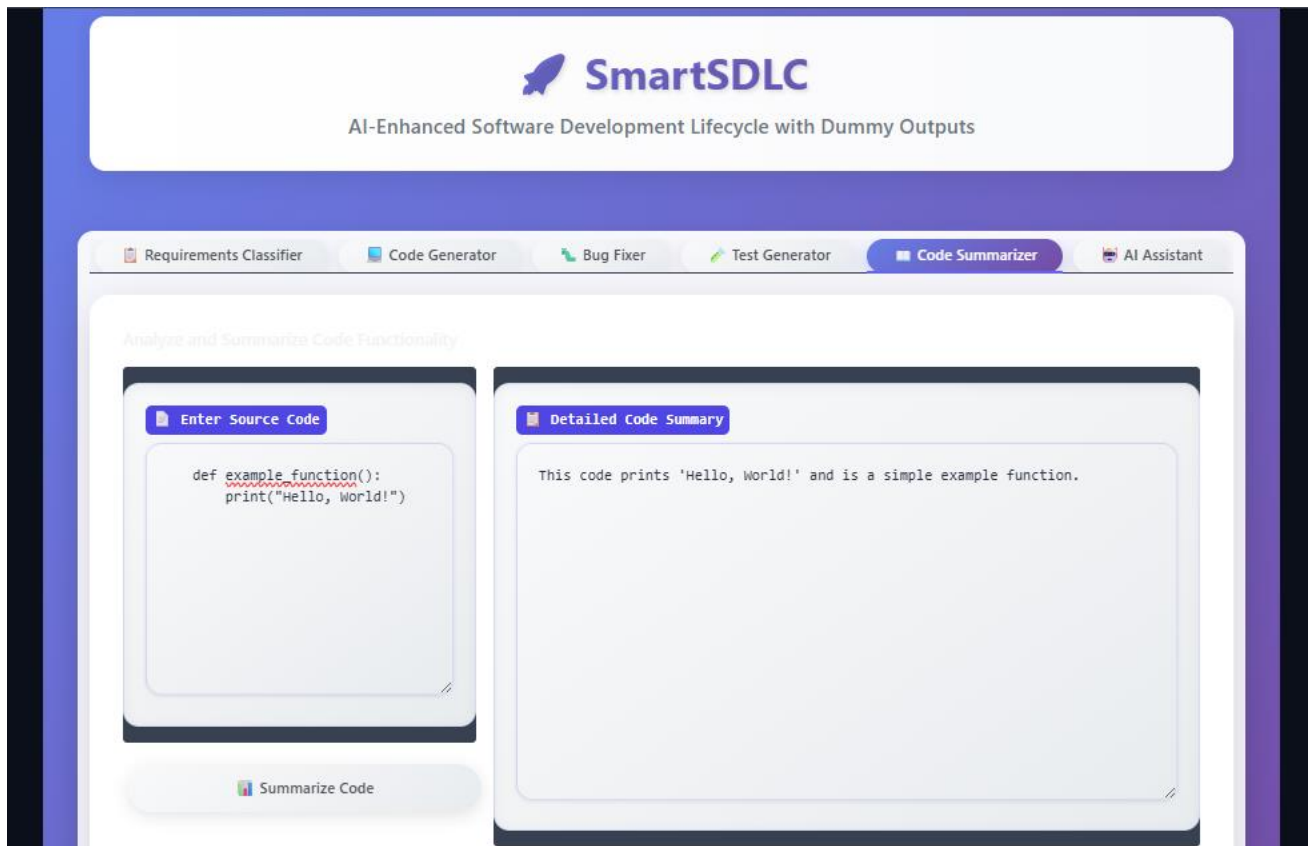 SmartSDLC
AI-Enhanced Software Development Lifecycle with Dummy Outputs
Requirements Classifier
Code Generator
Bug Fixer
Test Generator
Code Summarizer
AI Assistant
Analyze and Summarize Code Functionality
Enter Source Code
def example_function():
    print("Hello, World!")
Summarize Code
Detailed Code Summary
This code prints 'Hello, World!' and is a simple example function.